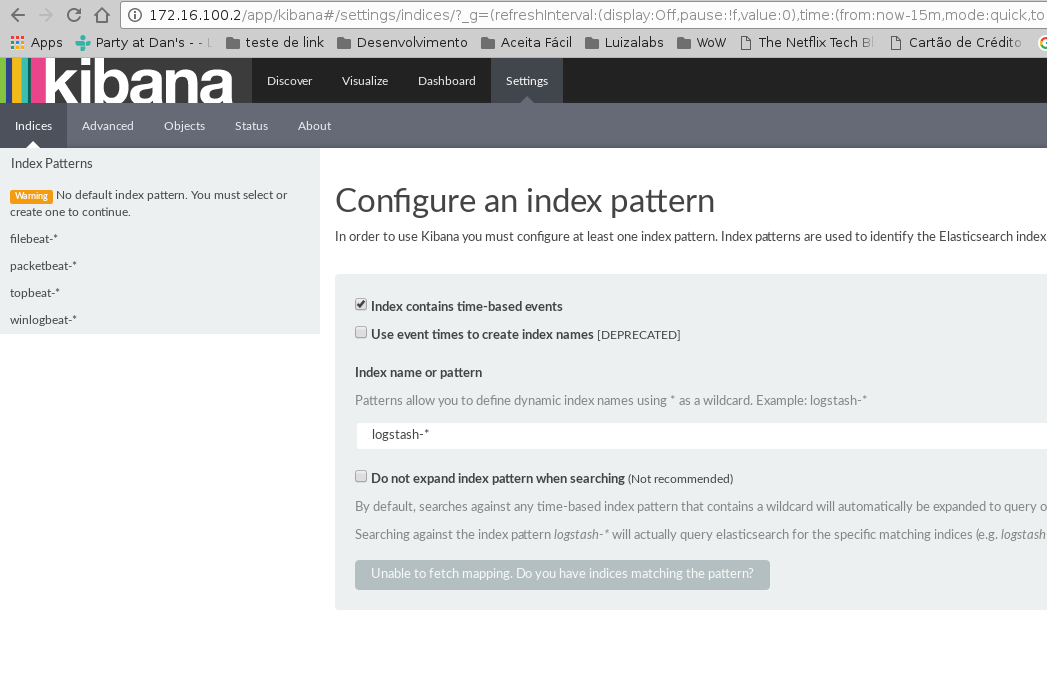 172.16.100.2/app/kibana#/settings/indices/?_g=(refreshInterval:(display:Off,pause:!f,value:0),time:(from:now-15m,mode:quick,to
Apps Party at Dan's - - teste de link Desenvolvimento Aceita Fácil Luizalabs WoW The Netflix Tech Bl Cartão de Crédito
kibana Discover Visualize Dashboard Settings
Indices Advanced Objects Status About
Index Patterns
Warning No default index pattern. You must select or
create one to continue.
filebeat-*
packetbeat-*
topbeat-*
winlogbeat-*
Configure an index pattern
In order to use Kibana you must configure at least one index pattern. Index patterns are used to identify the Elasticsearch index
Index contains time-based events
Use event times to create index names [DEPRECATED]
Index name or pattern
Patterns allow you to define dynamic index names using * as a wildcard. Example: logstash-*
logstash-*
Do not expand index pattern when searching (Not recommended)
By default, searches against any time-based index pattern that contains a wildcard will automatically be expanded to query o
Searching against the index pattern logstash-* will actually query elasticsearch for the specific matching indices (e.g. logstash
Unable to fetch mapping. Do you have indices matching the pattern?